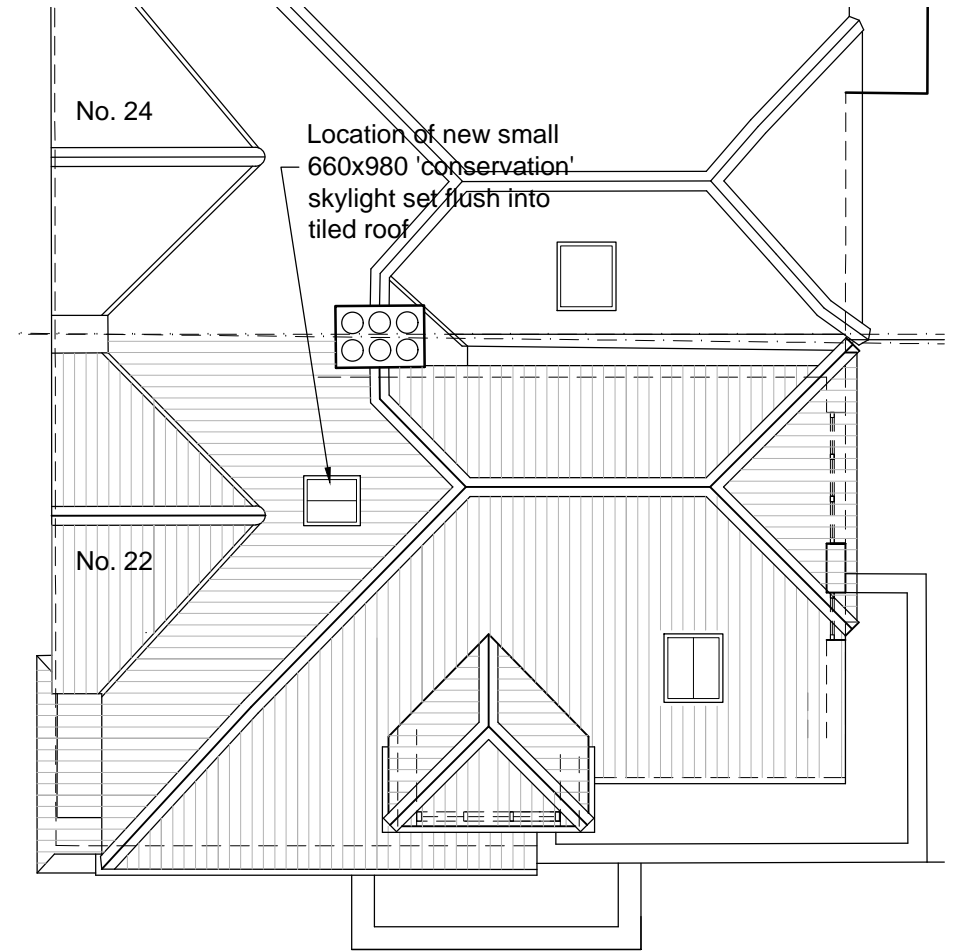 No. 24
Location of new small
660x980 'conservation'
skylight set flush into
tiled roof
No. 22